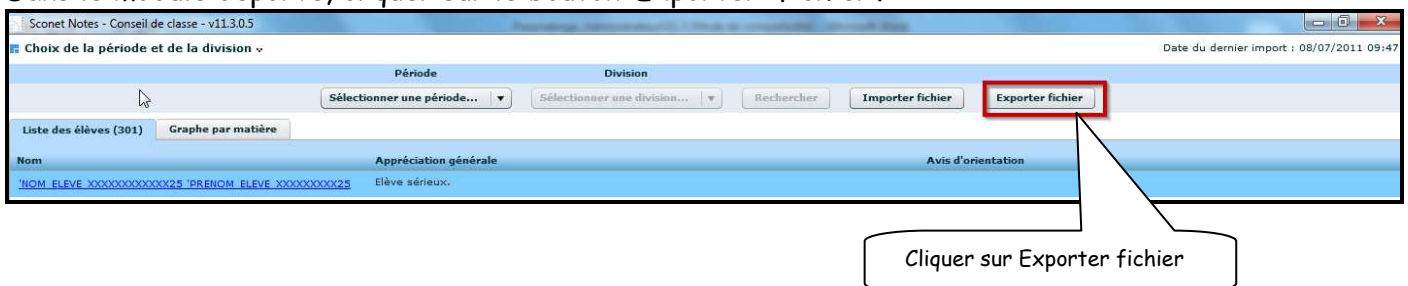 Sconet Notes - Conseil de classe - v11.3.0.5
Choix de la période et de la division
Date du dernier import : 08/07/2011 09:47
Période Division
Sélectionner une période... Sélectionner une division... Rechercher Importer fichier Exporter fichier
Liste des élèves (301) Graphe par matière
Nom Appréciation générale Avis d'orientation
'NOM_ELEVE_XXXXXXXXXXXX25 'PRENOM_ELEVE_XXXXXXXXX25 Elève sérieux.
Cliquer sur Exporter fichier